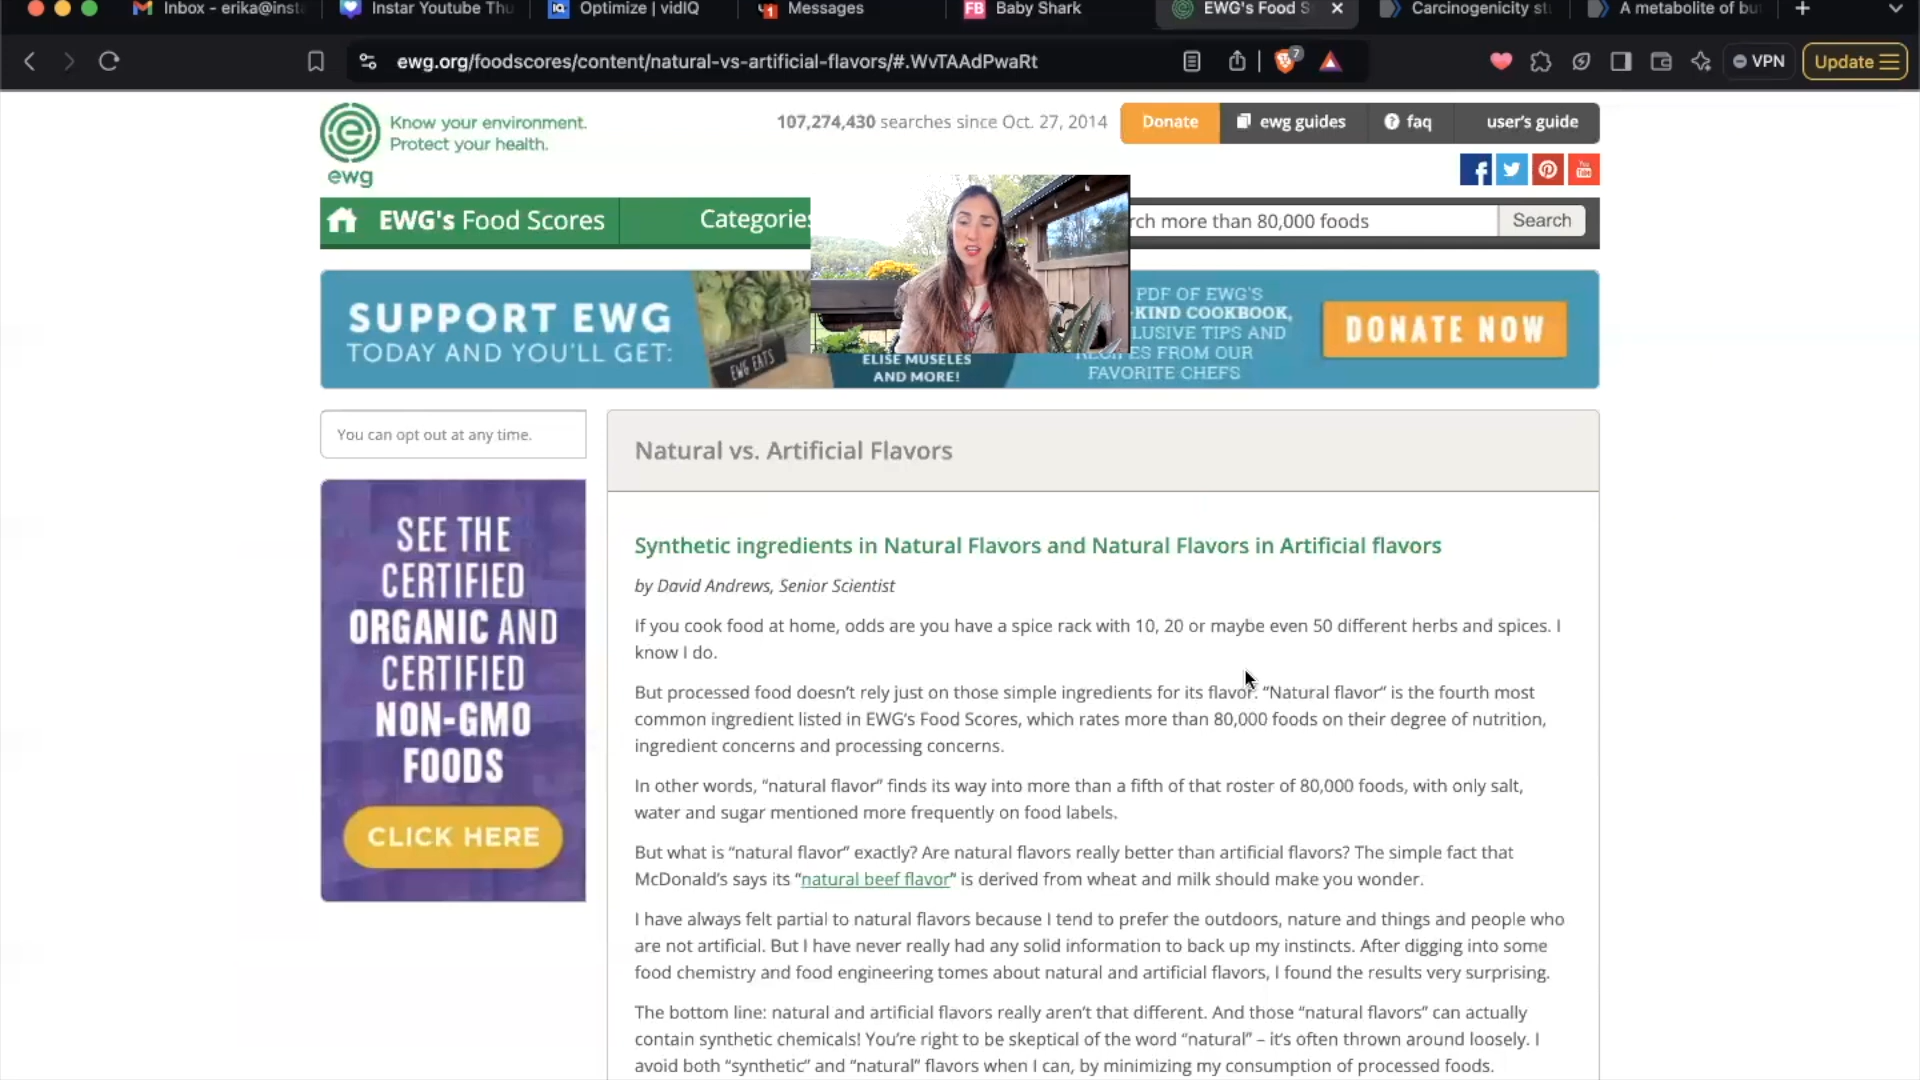 Inbox - erika@insta
Instar Youtube Thu
Optimize | vidIQ
Messages
FB Baby Shark
EWG's Food S
Carcinogenicity st
A metabolite of bu
ewg.org/foodscores/content/natural-vs-artificial-flavors/#.WvTAAdPwaRt
7
VPN
Update
ewg
Know your environment.
Protect your health.
107,274,430 searches since Oct. 27, 2014
Donate
ewg guides
faq
user's guide
EWG's Food Scores
Categories
rch more than 80,000 foods
Search
SUPPORT EWG
TODAY AND YOU'LL GET:
EWG EATS
ELISE MUSELES
AND MORE!
PDF OF EWG'S
-KIND COOKBOOK,
LUSIVE TIPS AND
RECIPES FROM OUR
FAVORITE CHEFS
DONATE NOW
You can opt out at any time.
SEE THE
CERTIFIED
ORGANIC AND
CERTIFIED
NON-GMO
FOODS
CLICK HERE
Natural vs. Artificial Flavors
Synthetic ingredients in Natural Flavors and Natural Flavors in Artificial flavors
by David Andrews, Senior Scientist
If you cook food at home, odds are you have a spice rack with 10, 20 or maybe even 50 different herbs and spices. I
know I do.
But processed food doesn't rely just on those simple ingredients for its flavor. “Natural flavor” is the fourth most
common ingredient listed in EWG's Food Scores, which rates more than 80,000 foods on their degree of nutrition,
ingredient concerns and processing concerns.
In other words, “natural flavor” finds its way into more than a fifth of that roster of 80,000 foods, with only salt,
water and sugar mentioned more frequently on food labels.
But what is “natural flavor” exactly? Are natural flavors really better than artificial flavors? The simple fact that
McDonald's says its “natural beef flavor” is derived from wheat and milk should make you wonder.
I have always felt partial to natural flavors because I tend to prefer the outdoors, nature and things and people who
are not artificial. But I have never really had any solid information to back up my instincts. After digging into some
food chemistry and food engineering tomes about natural and artificial flavors, I found the results very surprising.
The bottom line: natural and artificial flavors really aren't that different. And those “natural flavors” can actually
contain synthetic chemicals! You're right to be skeptical of the word “natural” – it's often thrown around loosely. I
avoid both “synthetic” and “natural” flavors when I can, by minimizing my consumption of processed foods.